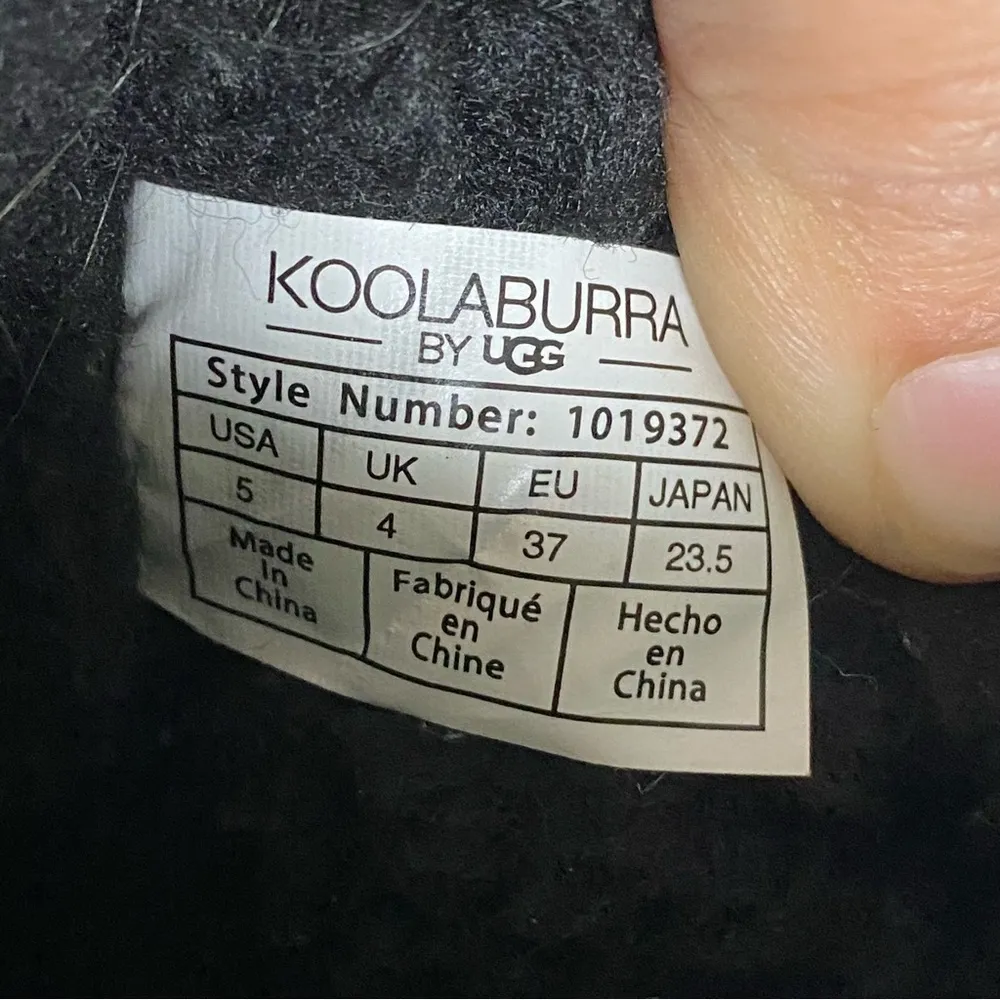 KOOLABURRA
BY UGG
Style Number: 1019372
USA UK EU JAPAN
5 4 37 23.5
Made
in
China
Fabriqué
en
Chine
Hecho
en
China